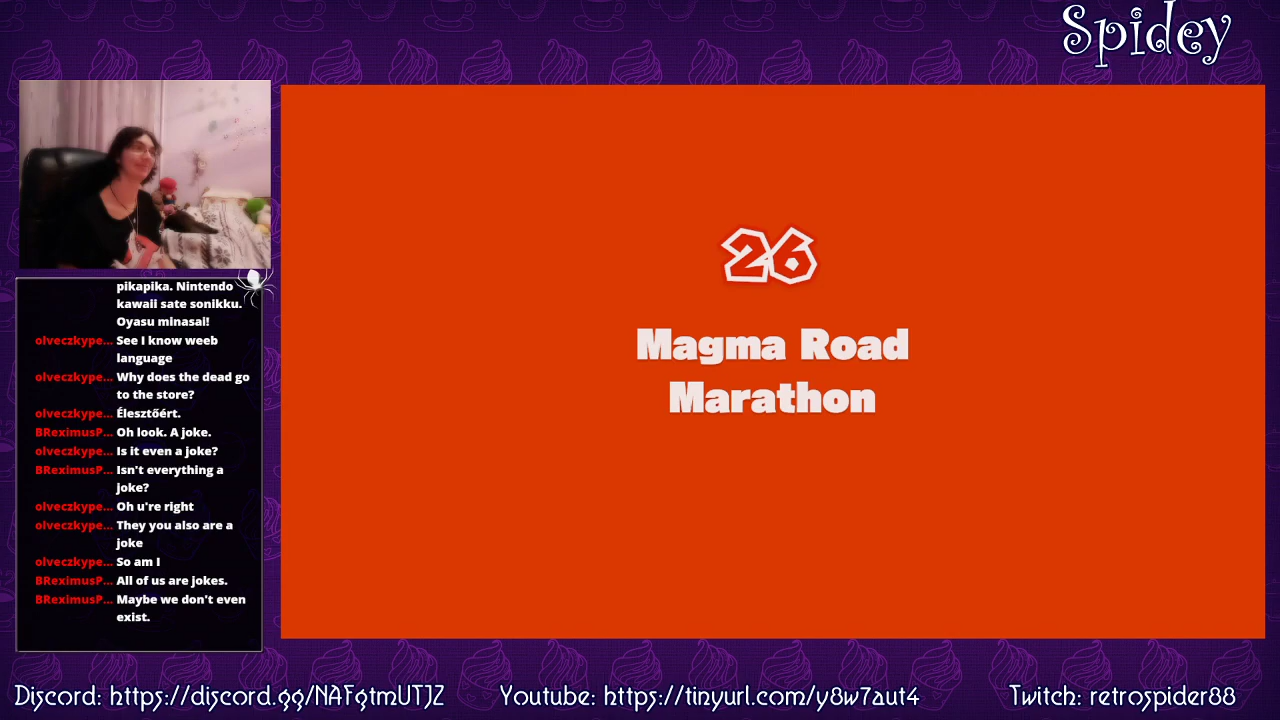 Spidey
26
Magma Road
Marathon
pikapika. Nintendo
kawaii sate sonikku.
Oyasu minasai!
olveczkype... See I know weeb
language
olveczkype... Why does the dead go
to the store?
olveczkype... Élesztőért.
BReximusP... Oh look. A joke.
olveczkype... Is it even a joke?
BReximusP... Isn't everything a
joke?
olveczkype... Oh u're right
olveczkype... They you also are a
joke
olveczkype... So am I
BReximusP... All of us are jokes.
BReximusP... Maybe we don't even
exist.
Discord: https://discord.gg/NAFgtmUTJZ
Youtube: https://tinyurl.com/y8w7aut4
Twitch: retrospider88